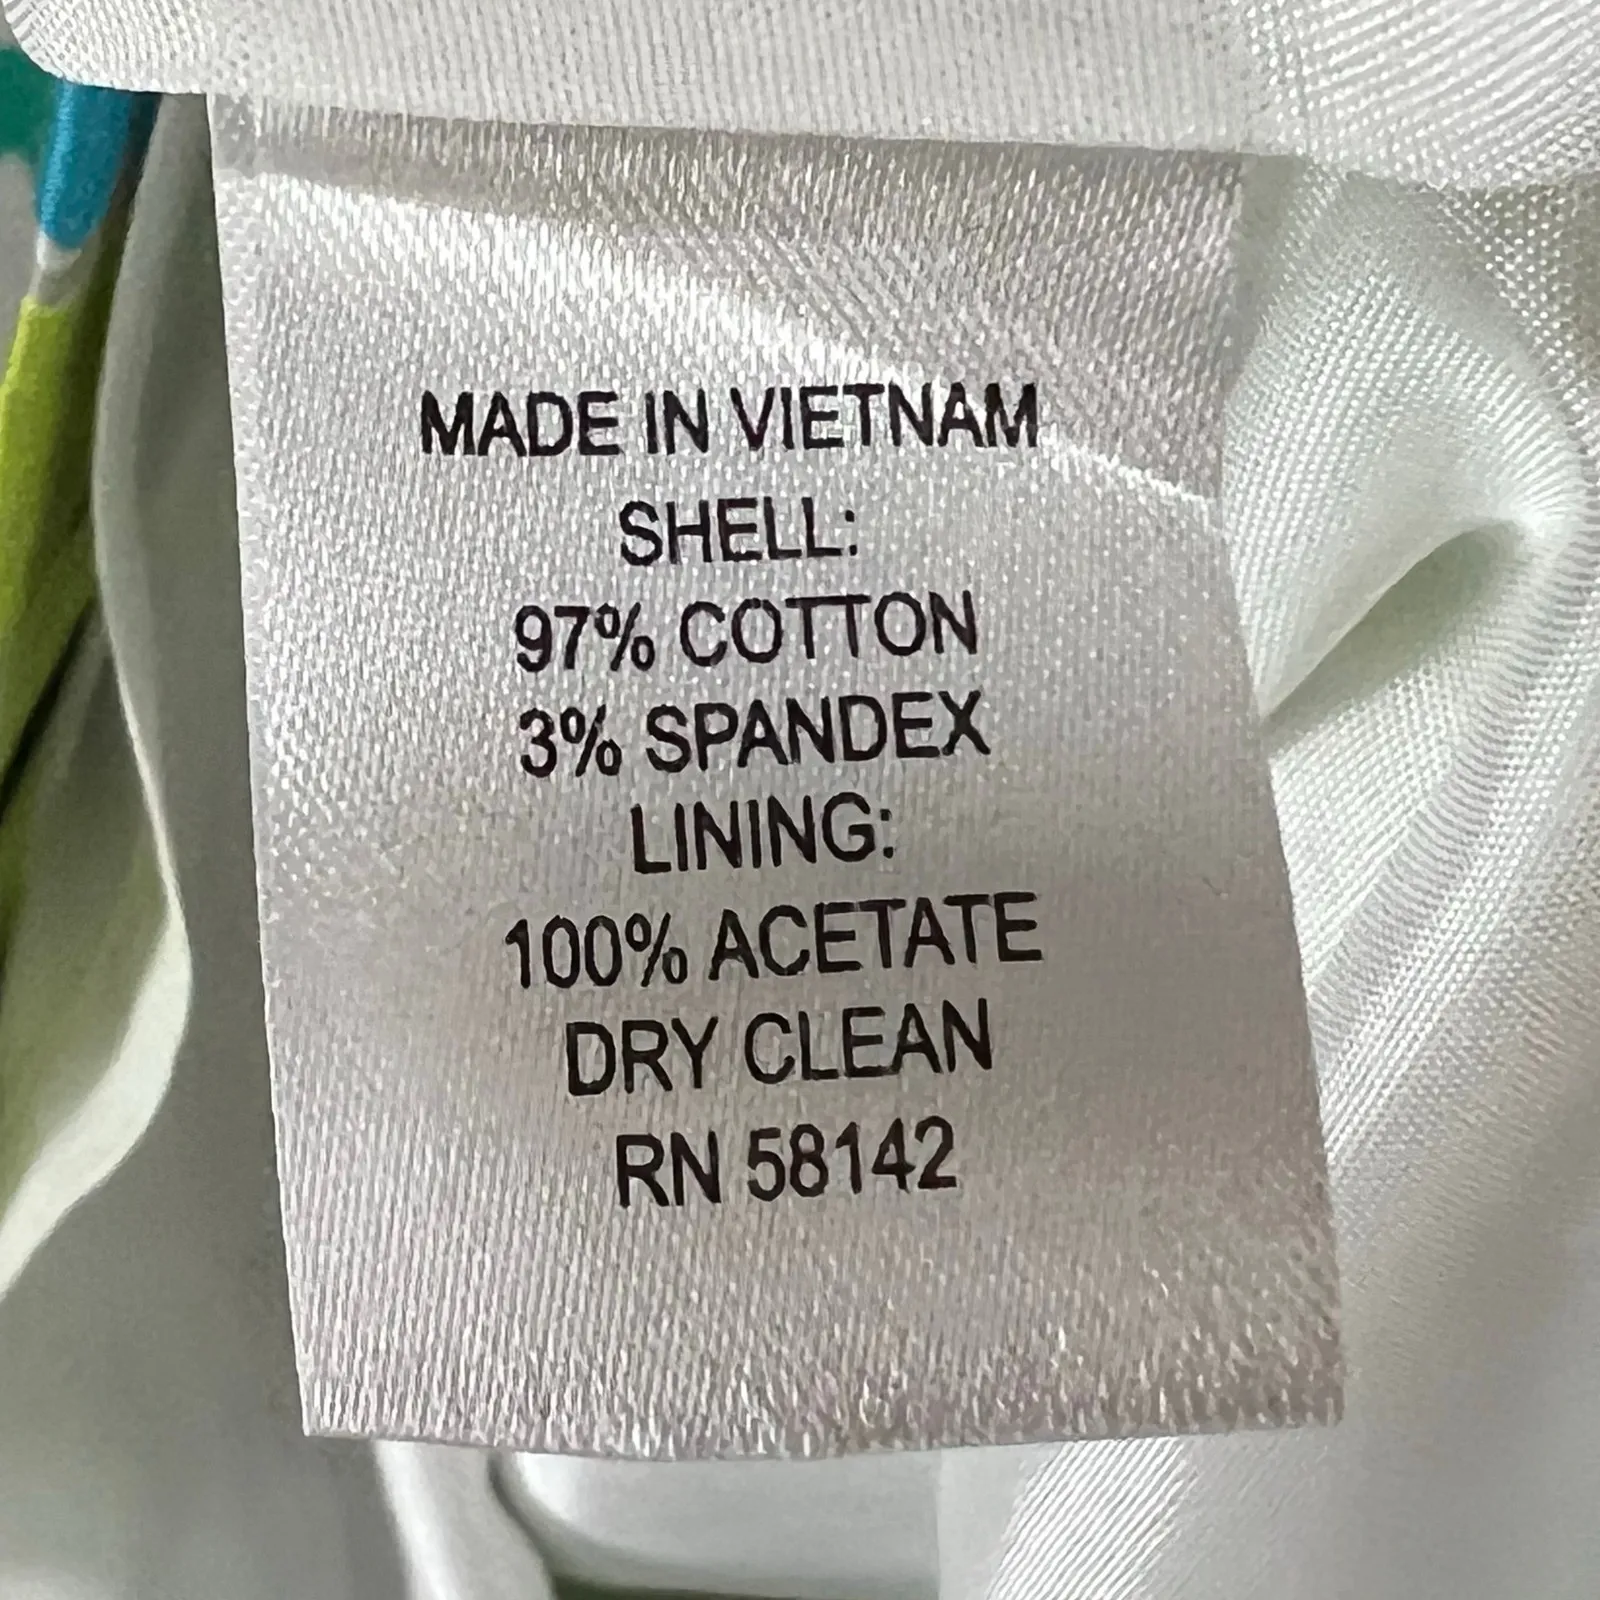 MADE IN VIETNAM
SHELL:
97% COTTON
3% SPANDEX
LINING:
100% ACETATE
DRY CLEAN
RN 58142